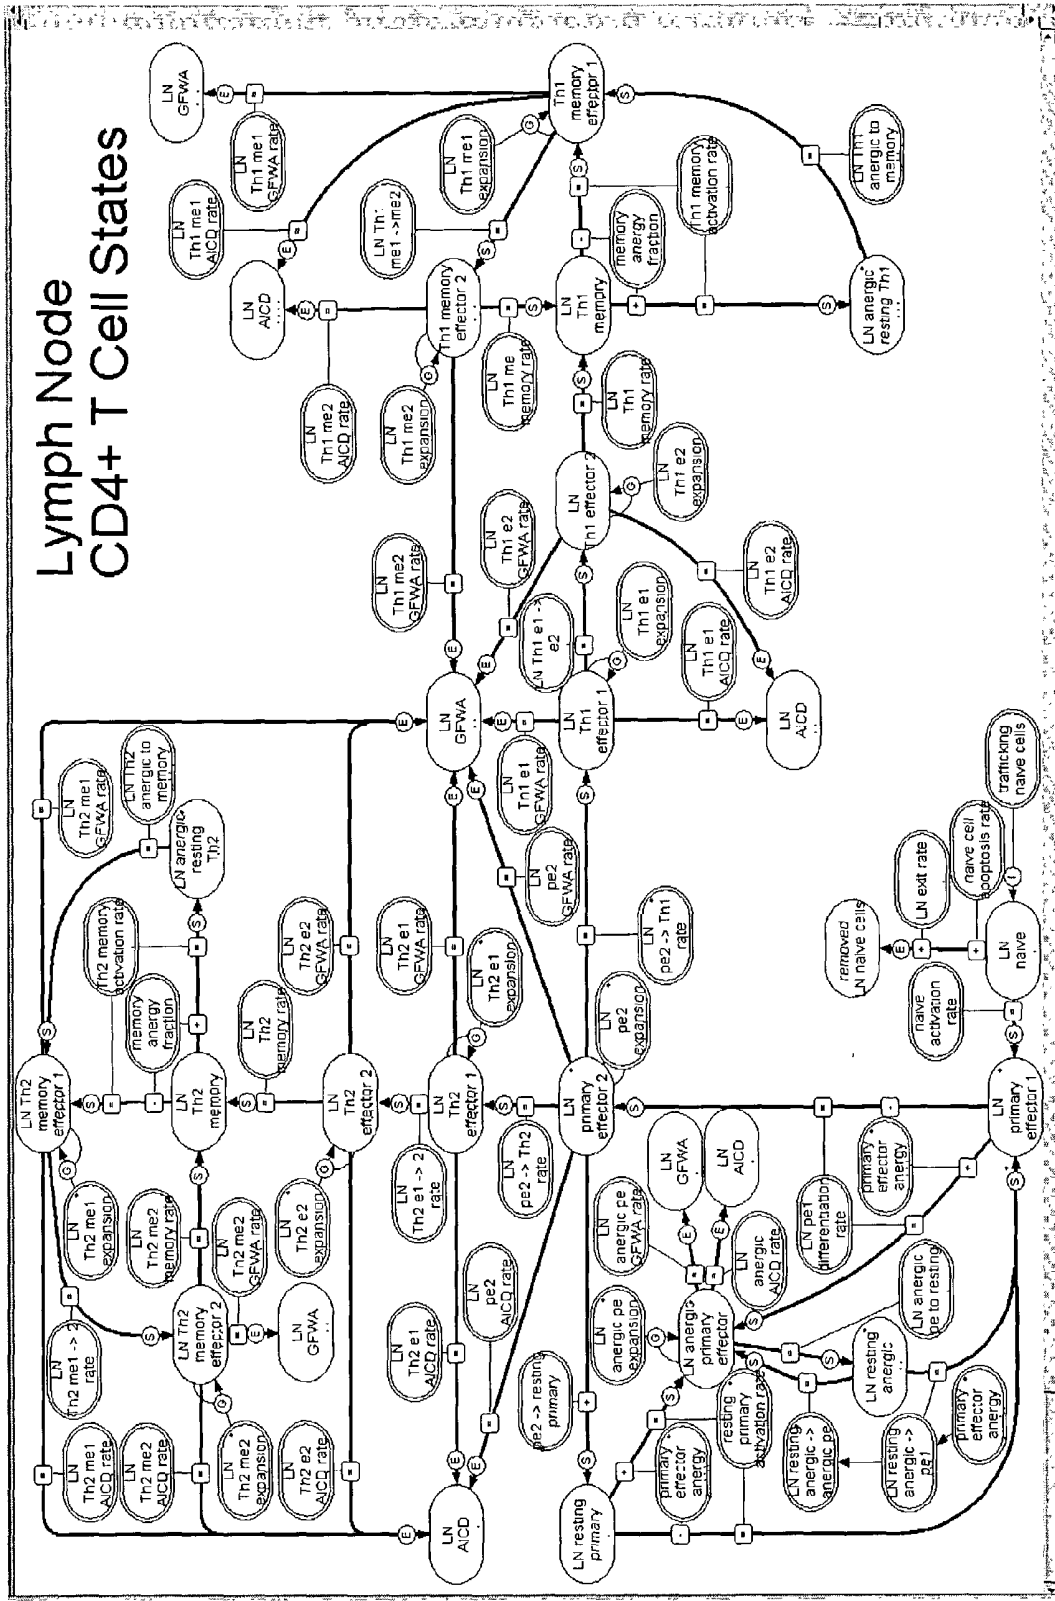 Lymph Node
CD4+ T Cell States
LN Th2
memory
effector 1
LN
Th2 me1
AICD rate
LN
Th2 me1 -> 2
rate
LN
Th2 me1
expansion
LN
Th2 me1
GFWA rate
LN Th2
anergic to
memory
Th2 memory
activation rate
memory
anergy
fraction
LN anergic
resting
Th2
LN
Th2 memory
LN
Th2 me2
AICD rate
LN
Th2 me2
expansion
LN Th2
memory
effector 2
LN
Th2 me2
memory rate
LN
Th2 me2
GFWA rate
LN
GFWA
LN
Th2
memory rate
LN
Th2 e2
AICD rate
LN
Th2 e2
expansion
LN
Th2
effector 2
LN
Th2 e2
GFWA rate
LN
Th2 e1 -> 2
rate
LN
Th2 e1
AICD rate
LN
Th2
effector 1
LN
Th2 e1
expansion
LN
Th2 e1
GFWA rate
LN
AICD
LN
GFWA
LN
pe2
AICD rate
LN
pe2 -> Th2
rate
LN
pe2
GFWA rate
pe2 -> resting
primary
LN
primary
effector 2
LN
pe2
expansion
LN
pe2 -> Th1
rate
LN resting
primary
LN
Th1
effector 1
LN
Th1 e1
GFWA rate
LN Th1 e1 ->
e2
LN
Th1 e1
expansion
LN
Th1 e1
AICD rate
LN
Th1 effector 2
LN
Th1 e2
GFWA rate
LN
Th1 e2
expansion
LN
Th1 e2
AICD rate
LN
AICD
LN
Th1
memory rate
LN
Th1
memory
LN
Th1 me2
GFWA rate
LN
Th1 me2
expansion
LN
Th1 me2
AICD rate
Th1 memory
effector 2
LN
Th1 me
memory rate
LN
AICD
LN
Th1 me1
AICD rate
LN Th1
me1 ->me2
LN
Th1 me1
expansion
LN
Th1 me1
GFWA rate
LN
GFWA
Th1
memory
effector 1
memory
anergy
fraction
Th1 memory
activation rate
LN Th1
anergic to
memory
LN anergic
resting Th1
primary
effector
anergy
resting
primary
activation rate
LN
anergic pe
expansion
LN
anergic pe
GFWA rate
LN
GFWA
LN
AICD
LN anergic
primary
effector
LN
anergic
AICD rate
LN pe1
differentiation
rate
primary
effector
anergy
LN anergic
pe to resting
LN resting
anergic
LN resting
anergic ->
anergic pe
LN resting
anergic ->
pe1
primary
effector
anergy
LN
primary
effector 1
naive
activation
rate
LN
naive
removed
LN naive cells
LN exit rate
naive cell
apoptosis rate
trafficking
naive cells